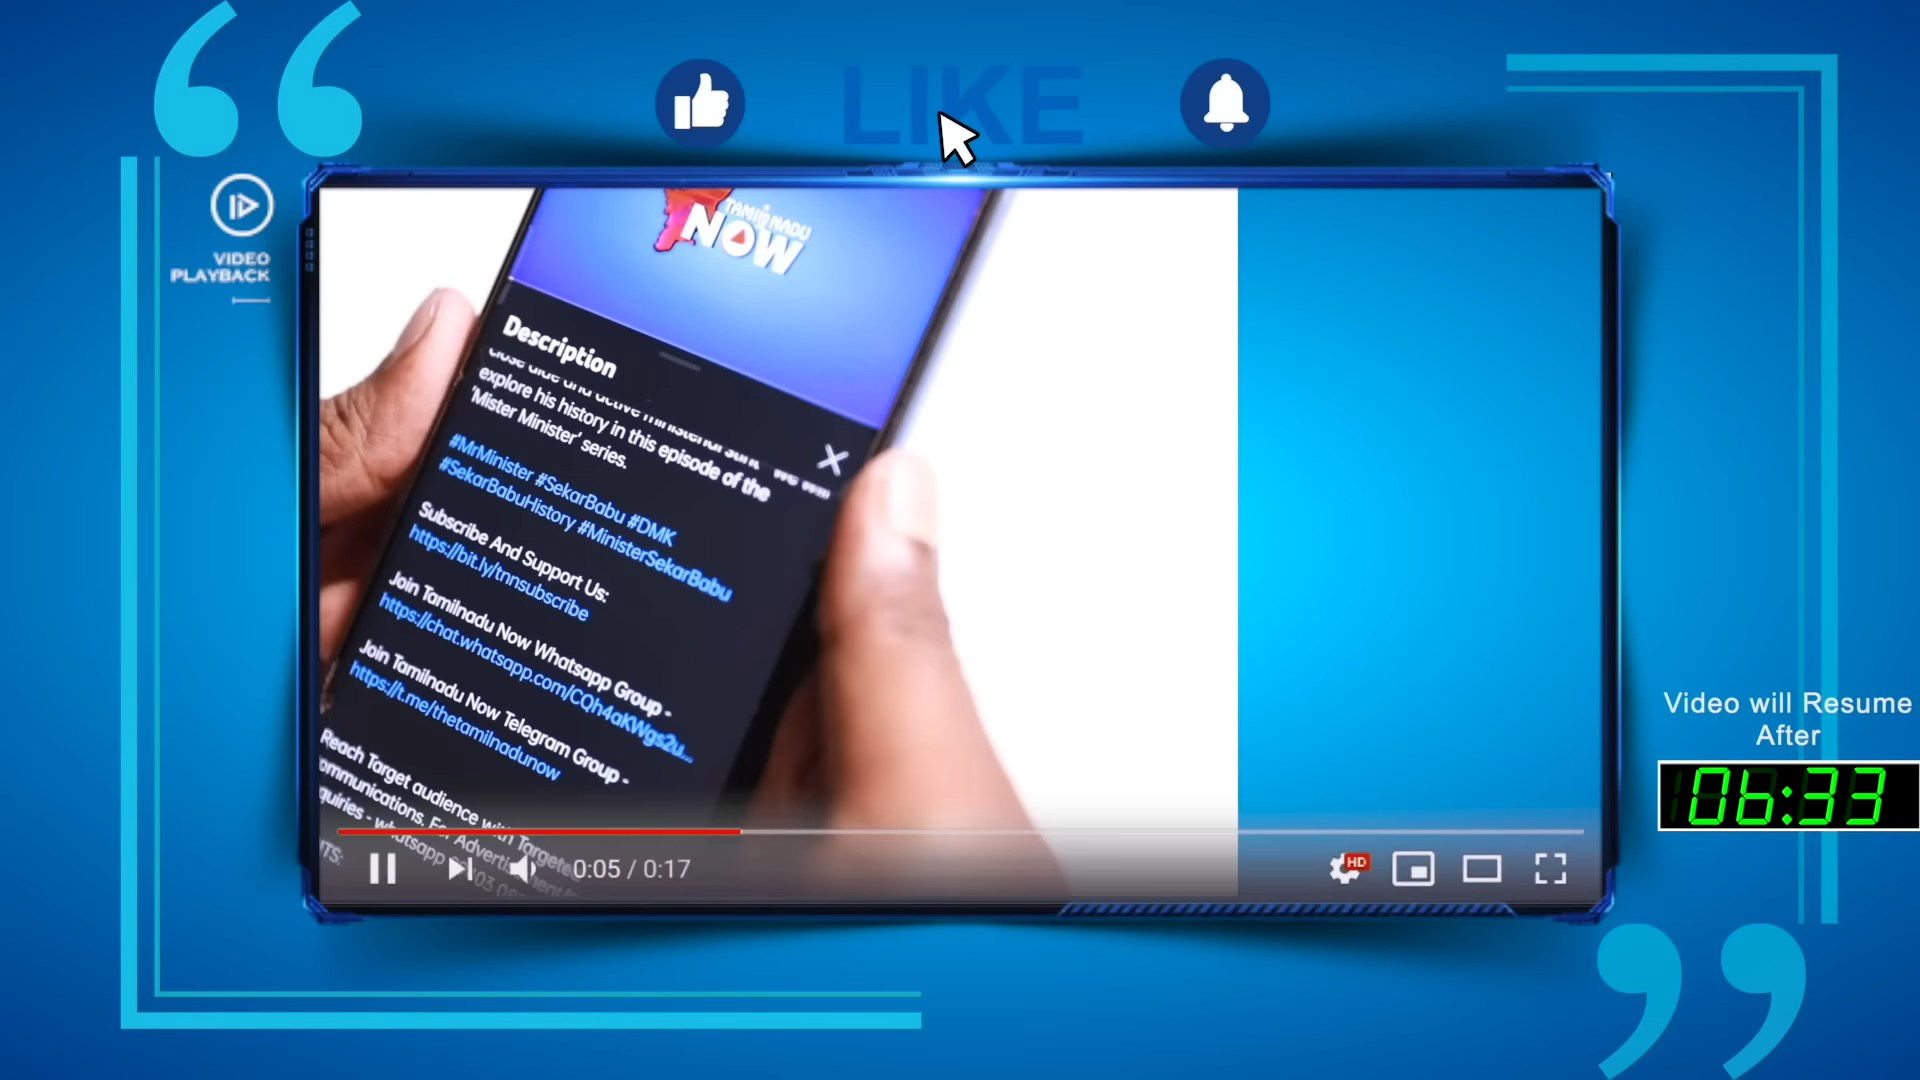 LIKE
VIDEO
PLAYBACK
TAMIL NADU
NOW
Description
explore his history in this episode of the
'Mister Minister' series.
#MrMinister #SekarBabu #DMK
#SekarBabuHistory #MinisterSekarBabu
Subscribe And Support Us:
https://bit.ly/tnnsubscribe
Join Tamilnadu Now Whatsapp Group -
https://chat.whatsapp.com/CQh4aKWgs2u...
Join Tamilnadu Now Telegram Group -
https://t.me/thetamilnadunow
Reach Target audience with Targeted
0:05 / 0:17
HD
Video will Resume
After
06:33